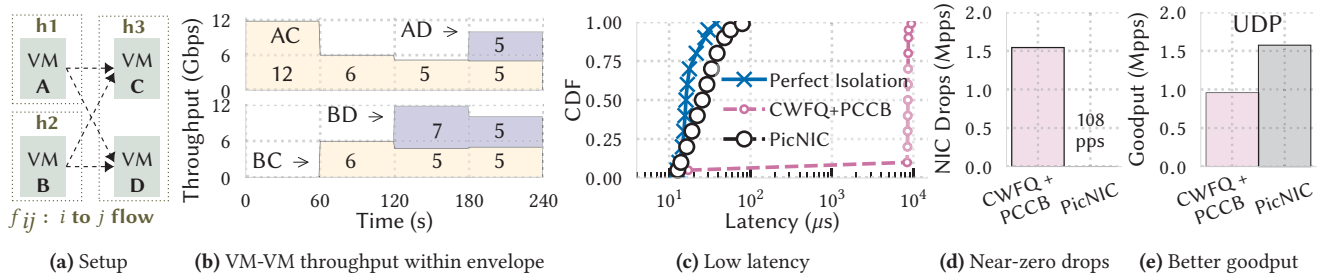 h1
h3
VM
A
VM
C
h2
VM
B
VM
D
f ij : i to j flow
(a) Setup
Throughput (Gbps)
12
6
0
12
6
0
AC
AD
12
6
5
5
5
BD
BC
6
7
5
5
5
0
60
120
180
240
Time (s)
(b) VM-VM throughput within envelope
CDF
1.00
0.75
0.50
0.25
0.00
Perfect Isolation
CWFQ+PCCB
PicNIC
10¹
10²
10³
10⁴
Latency (μs)
(c) Low latency
NIC Drops (Mpps)
2.0
1.5
1.0
0.5
0.0
108
pps
CWFQ +
PCCB
PicNIC
(d) Near-zero drops
Goodput (Mpps)
2.0
1.5
1.0
0.5
0.0
UDP
CWFQ +
PCCB
PicNIC
(e) Better goodput